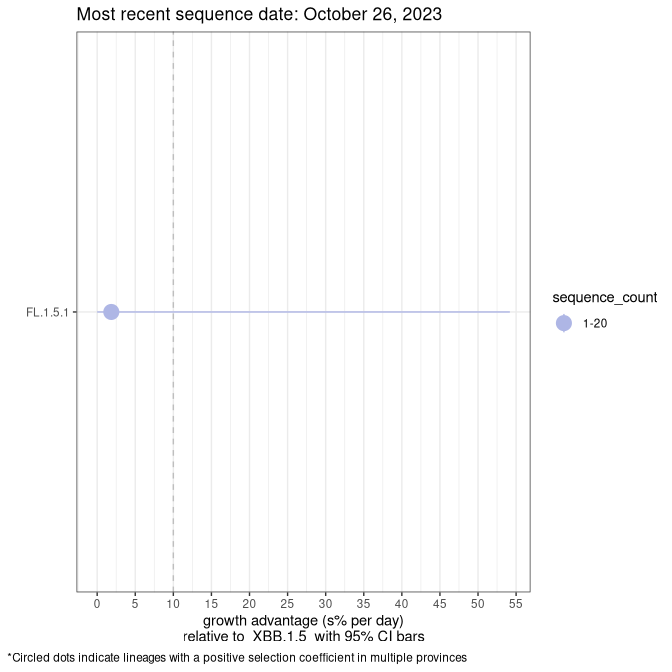 Most recent sequence date: October 26, 2023
FL.1.5.1
sequence_count
1-20
0 5 10 15 20 25 30 35 40 45 50 55
growth advantage (s% per day)
relative to  XBB.1.5  with 95% CI bars
*Circled dots indicate lineages with a positive selection coefficient in multiple provinces